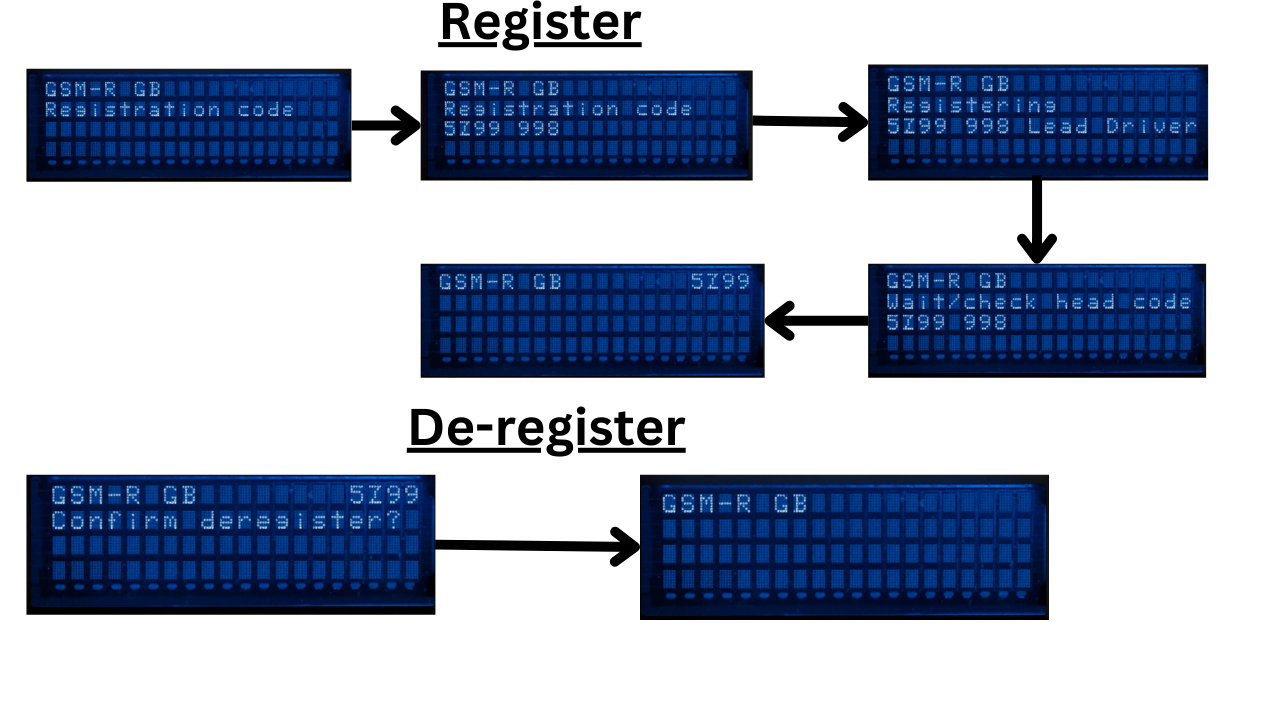 Register
GSM-R GB
Registration code
GSM-R GB
Registration code
5Z99 998
GSM-R GB
Registering
5Z99 998 Lead Driver
GSM-R GB
Wait/check head code
5Z99 998
GSM-R GB 5Z99
De-register
GSM-R GB 5Z99
Confirm deregister?
GSM-R GB